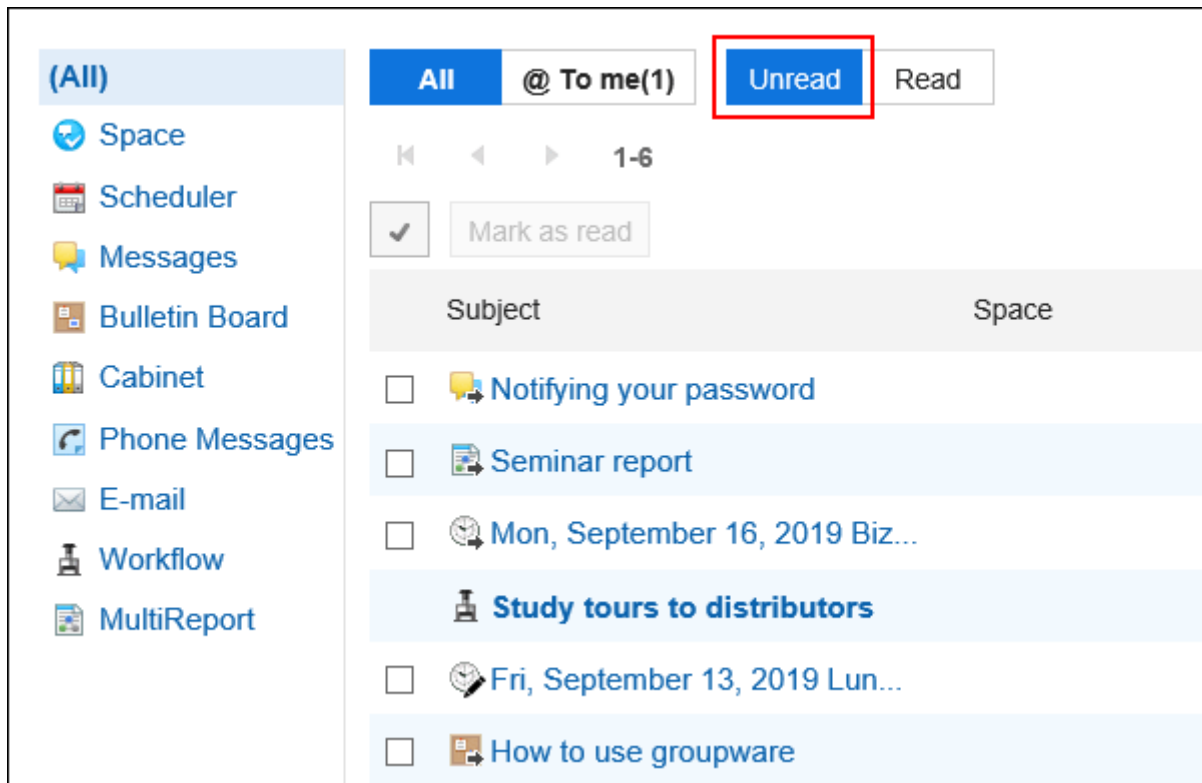 (All)
Space
Scheduler
Messages
Bulletin Board
Cabinet
Phone Messages
E-mail
Workflow
MultiReport
All @ To me(1) Unread Read
1-6
Mark as read
Subject Space
Notifying your password
Seminar report
Mon, September 16, 2019 Biz...
Study tours to distributors
Fri, September 13, 2019 Lun...
How to use groupware